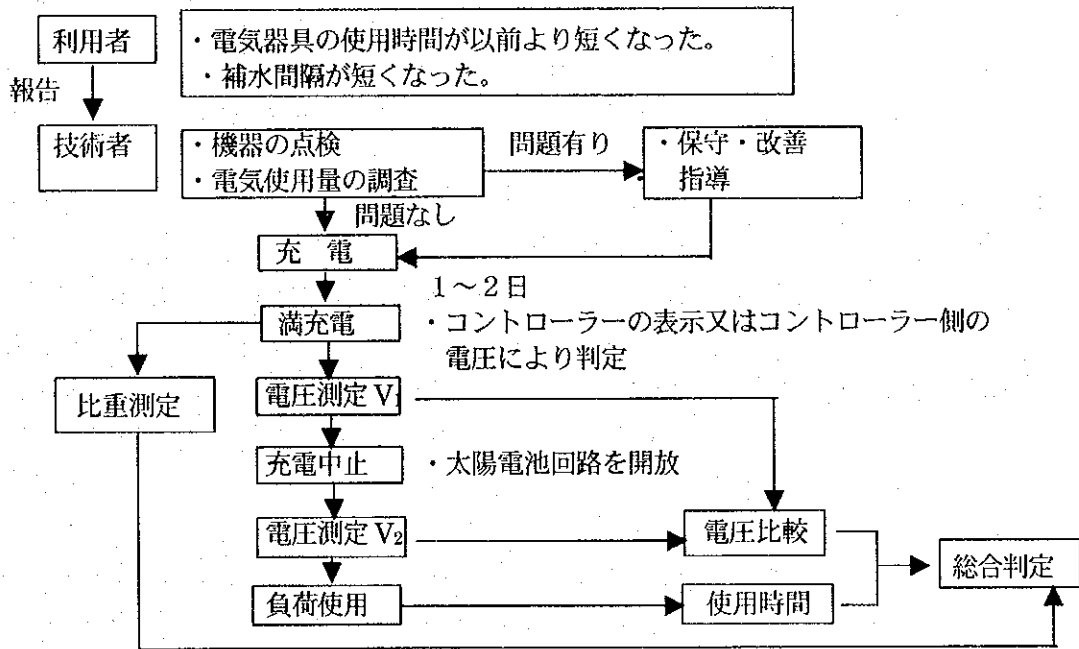 利用者
・電気器具の使用時間が以前より短くなった。
・補水間隔が短くなった。
報告
技術者
・機器の点検
・電気使用量の調査
問題有り
・保守・改善
指導
問題なし
充　電
1～2日
満充電
・コントローラーの表示又はコントローラー側の
電圧により判定
比重測定
電圧測定 V1
充電中止
・太陽電池回路を開放
電圧測定 V2
電圧比較
総合判定
負荷使用
使用時間